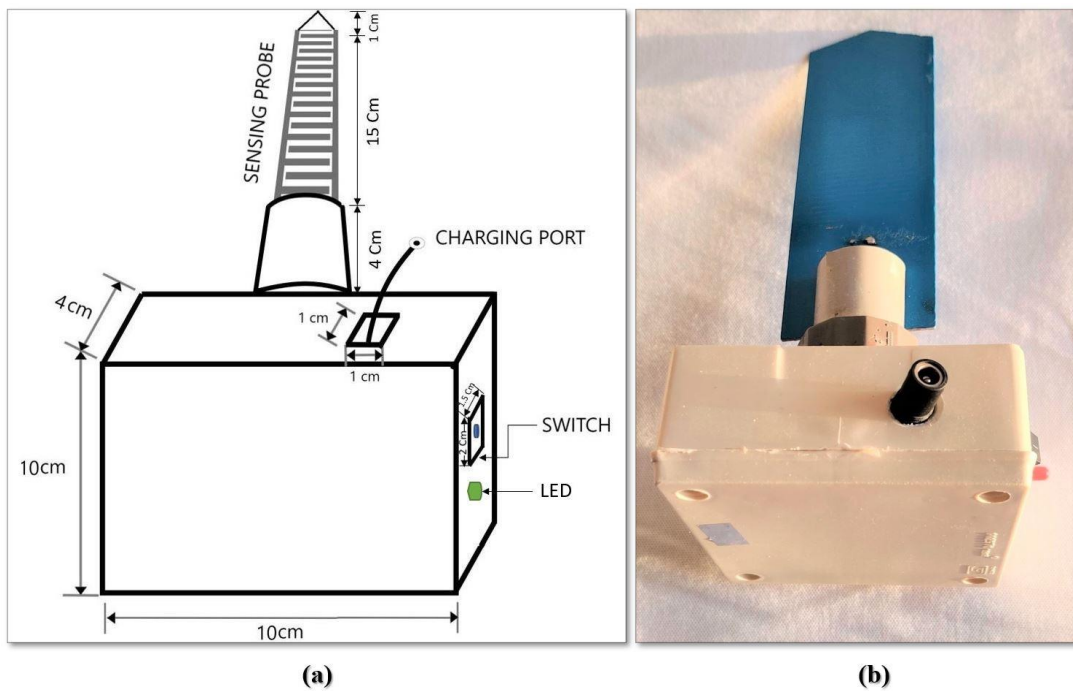 1 Cm
15 Cm
SENSING PROBE
4 Cm
CHARGING PORT
4cm
1 cm
1 cm
2.5 Cm
2 Cm
SWITCH
LED
10cm
10cm
(a)
(b)